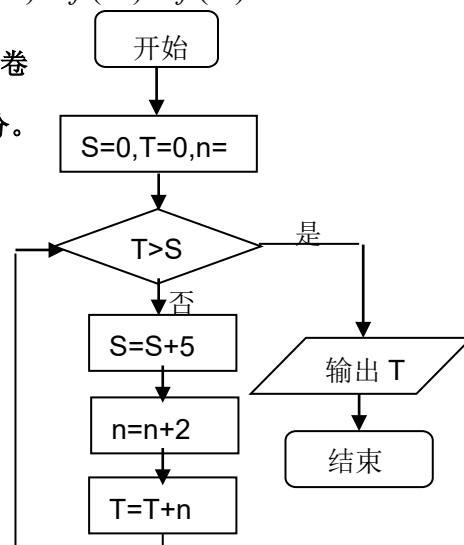 卷
分。
开始
S=0,T=0,n=
T>S
是
否
S=S+5
输出 T
n=n+2
结束
T=T+n